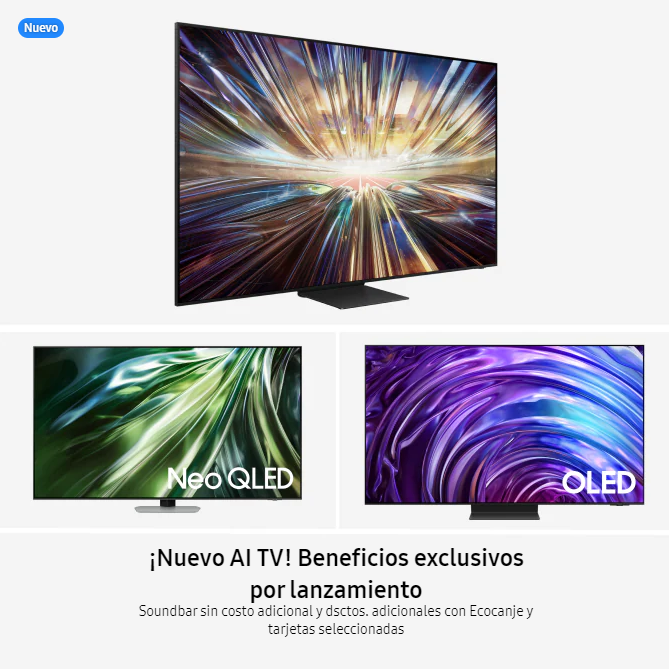 Nuevo
Neo QLED
OLED
¡Nuevo AI TV! Beneficios exclusivos
por lanzamiento
Soundbar sin costo adicional y dsctos. adicionales con Ecocanje y
tarjetas seleccionadas